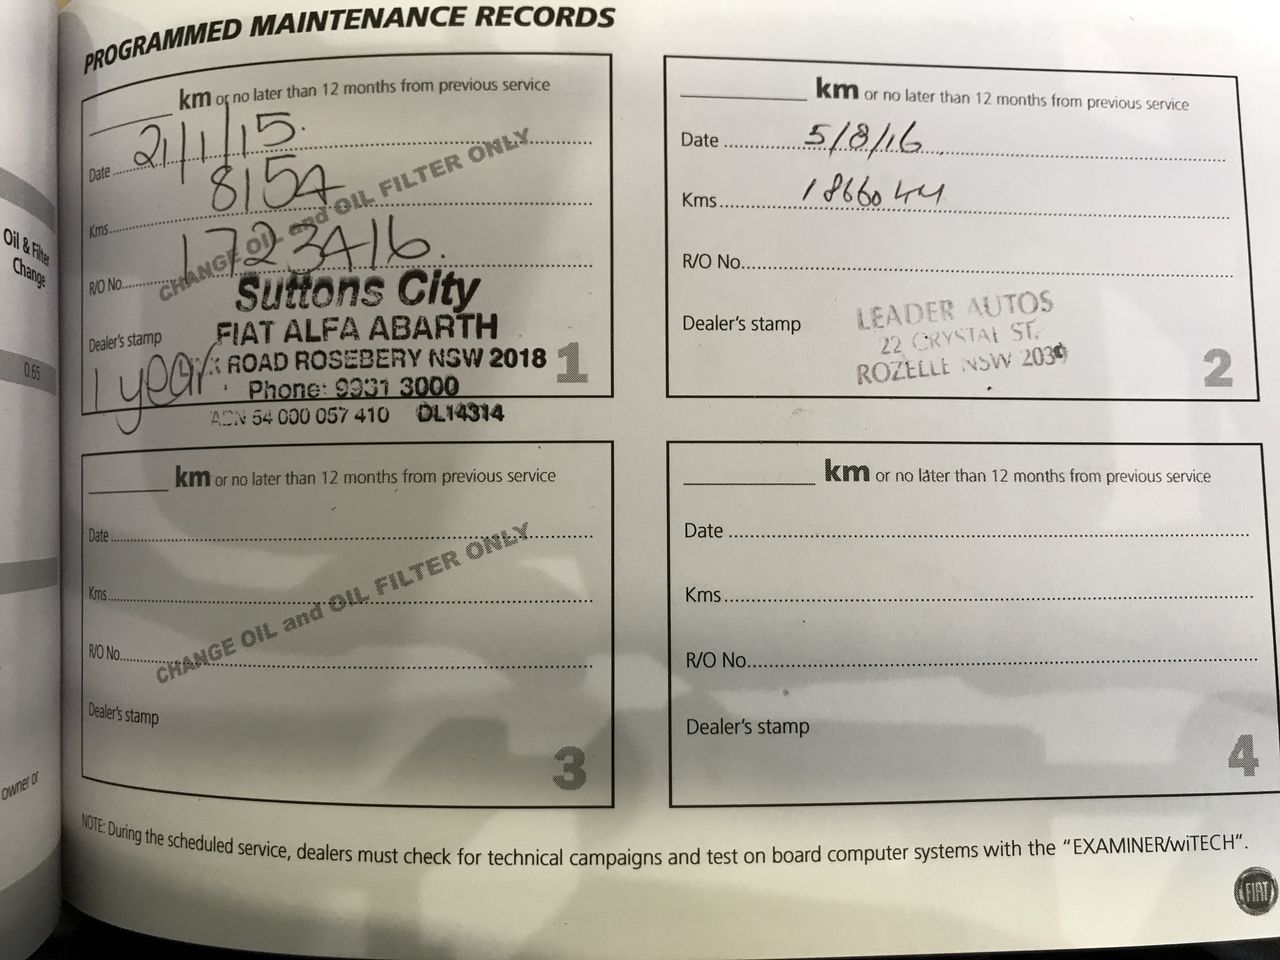 PROGRAMMED MAINTENANCE RECORDS
km or no later than 12 months from previous service
Date 21/1/15.
Kms 8154
R/O No. 1723416.
CHANGE OIL and OIL FILTER ONLY
Dealer's stamp
Suttons City
FIAT ALFA ABARTH
ROAD ROSEBERY NSW 2018
Phone: 9931 3000
ABN 54 000 057 410 DL14314
1 year
1
km or no later than 12 months from previous service
Date 5/8/16
Kms
R/O No.
Dealer's stamp
LEADER AUTOS
22 CRYSTAL ST.
ROZELLE NSW 2039
2
km or no later than 12 months from previous service
Date
Kms
R/O No.
CHANGE OIL and OIL FILTER ONLY
Dealer's stamp
3
km or no later than 12 months from previous service
Date
Kms
R/O No.
Dealer's stamp
4
NOTE: During the scheduled service, dealers must check for technical campaigns and test on board computer systems with the "EXAMINER/wiTECH".
FIAT
Oil & Filter
Change
0.65
owner or